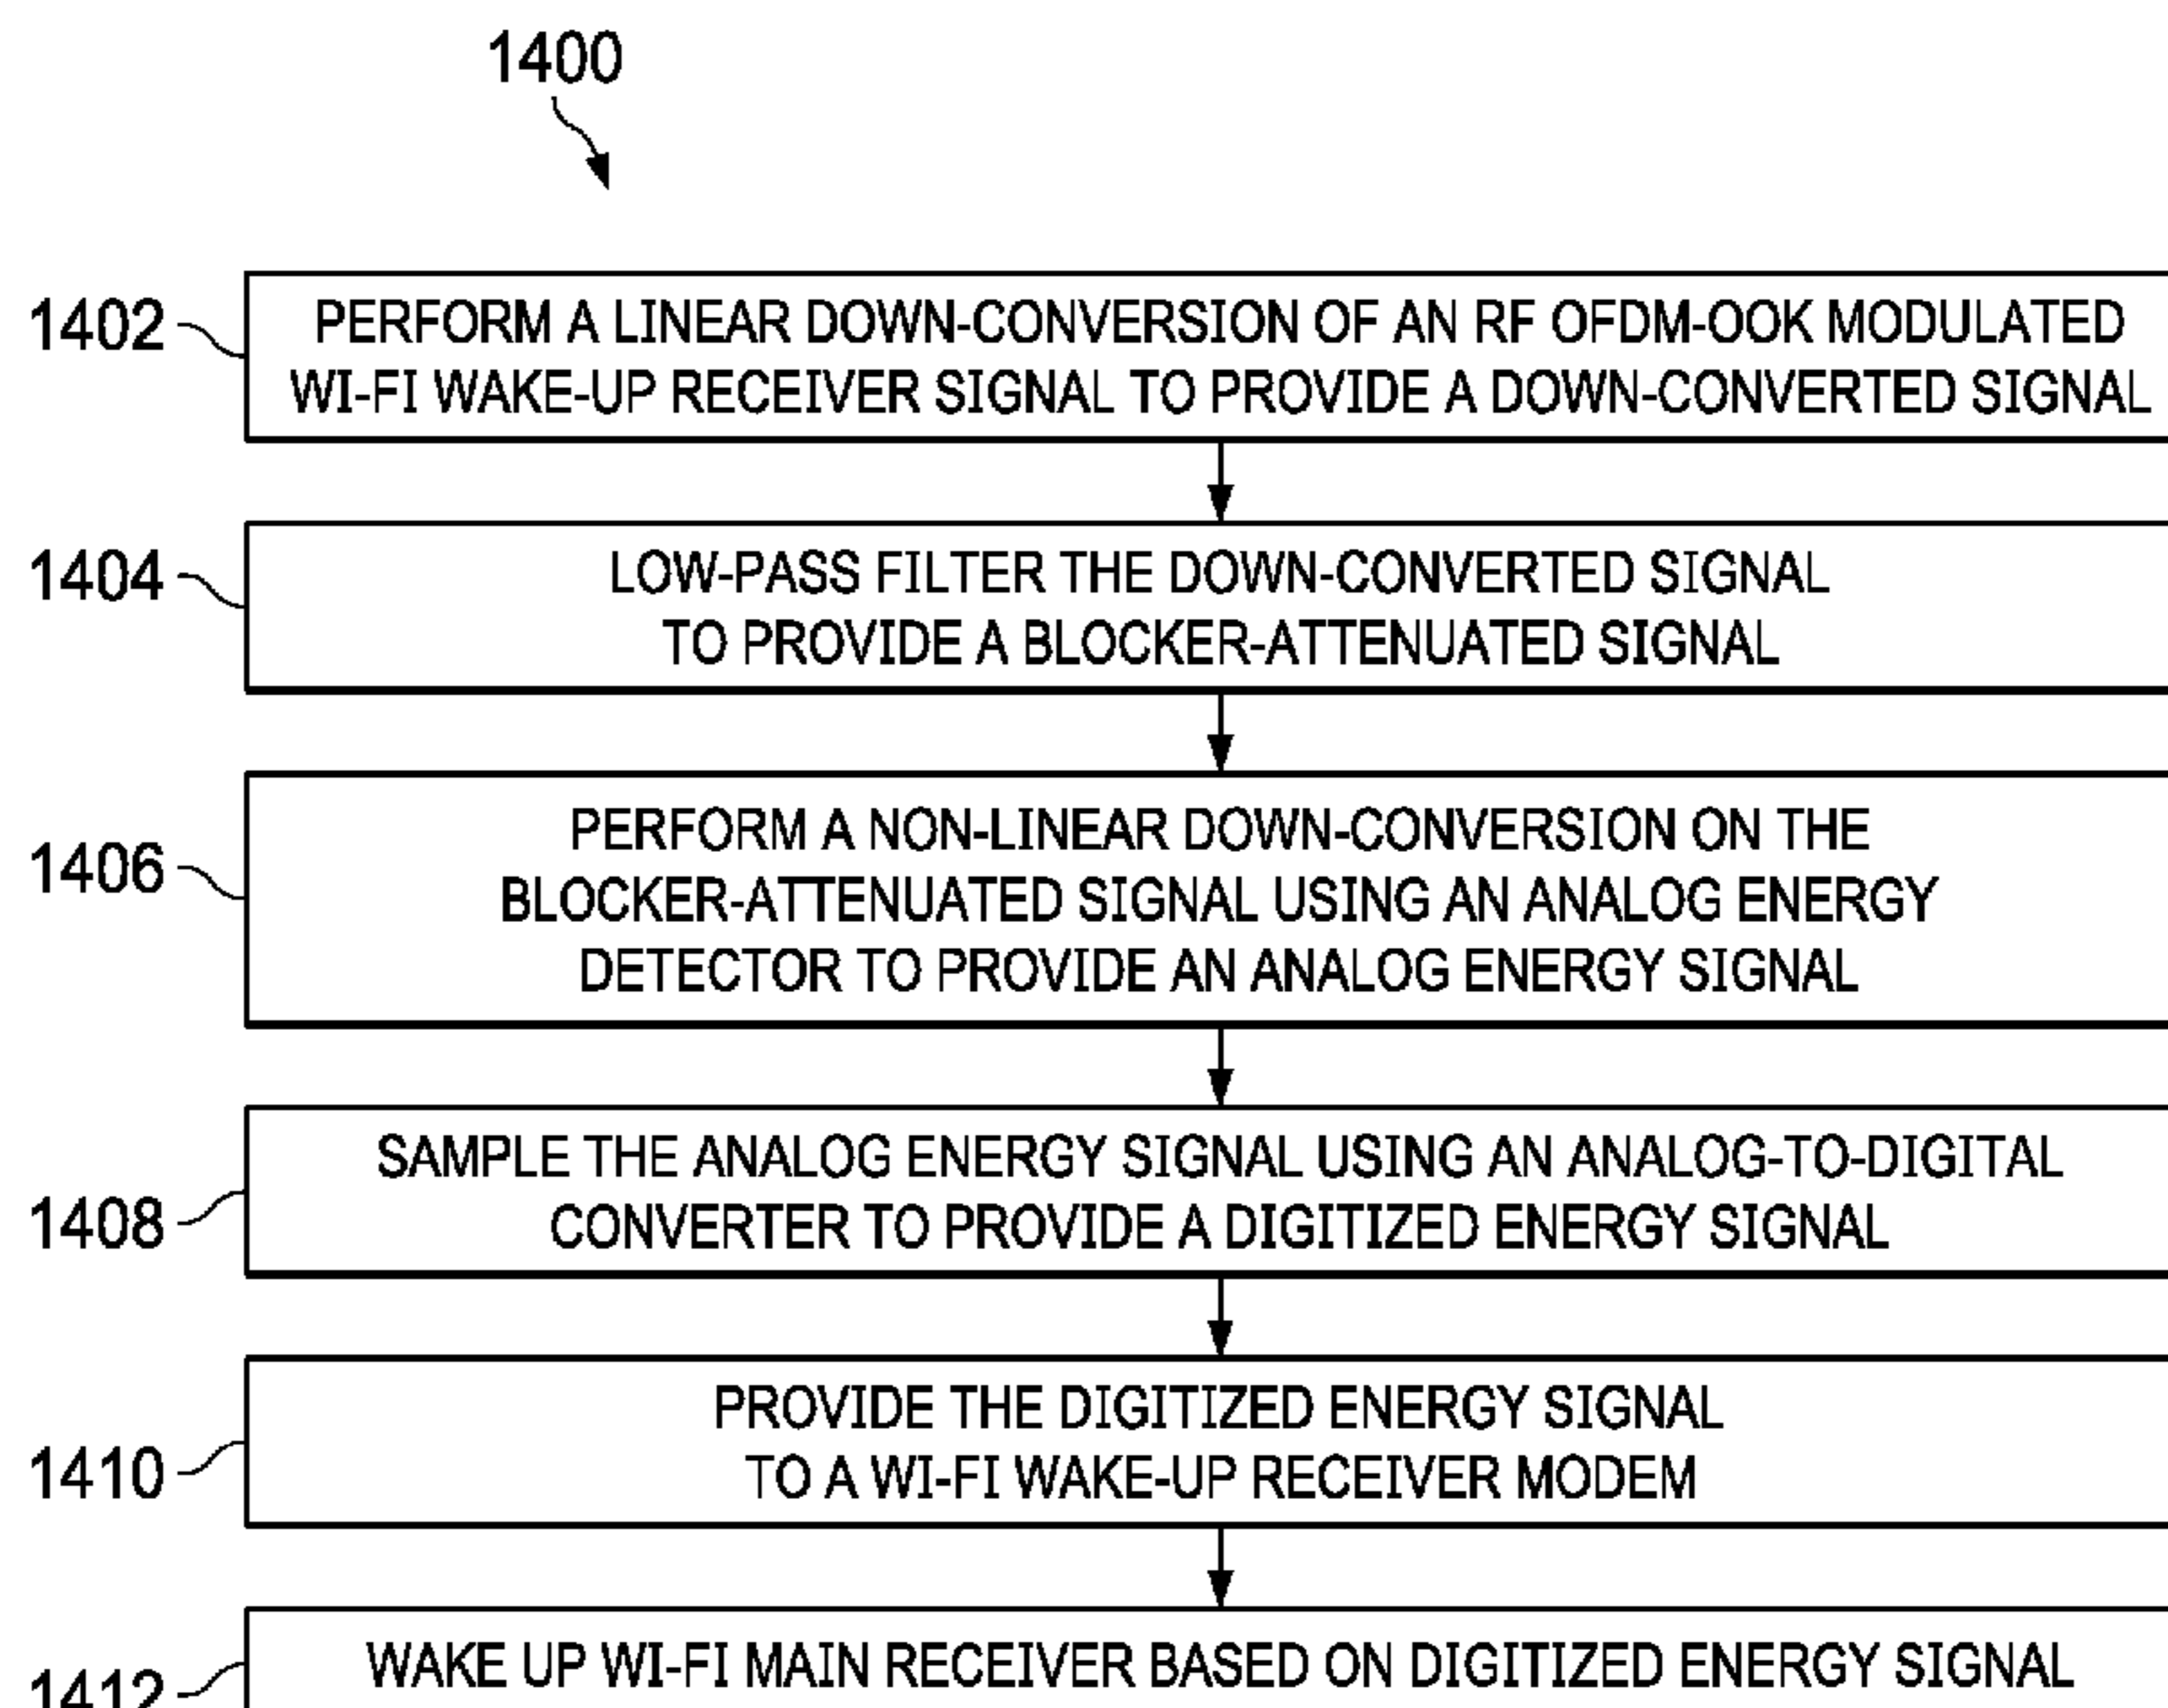 1400
1402
PERFORM A LINEAR DOWN-CONVERSION OF AN RF OFDM-OOK MODULATED
WI-FI WAKE-UP RECEIVER SIGNAL TO PROVIDE A DOWN-CONVERTED SIGNAL
1404
LOW-PASS FILTER THE DOWN-CONVERTED SIGNAL
TO PROVIDE A BLOCKER-ATTENUATED SIGNAL
1406
PERFORM A NON-LINEAR DOWN-CONVERSION ON THE
BLOCKER-ATTENUATED SIGNAL USING AN ANALOG ENERGY
DETECTOR TO PROVIDE AN ANALOG ENERGY SIGNAL
1408
SAMPLE THE ANALOG ENERGY SIGNAL USING AN ANALOG-TO-DIGITAL
CONVERTER TO PROVIDE A DIGITIZED ENERGY SIGNAL
1410
PROVIDE THE DIGITIZED ENERGY SIGNAL
TO A WI-FI WAKE-UP RECEIVER MODEM
1412
WAKE UP WI-FI MAIN RECEIVER BASED ON DIGITIZED ENERGY SIGNAL